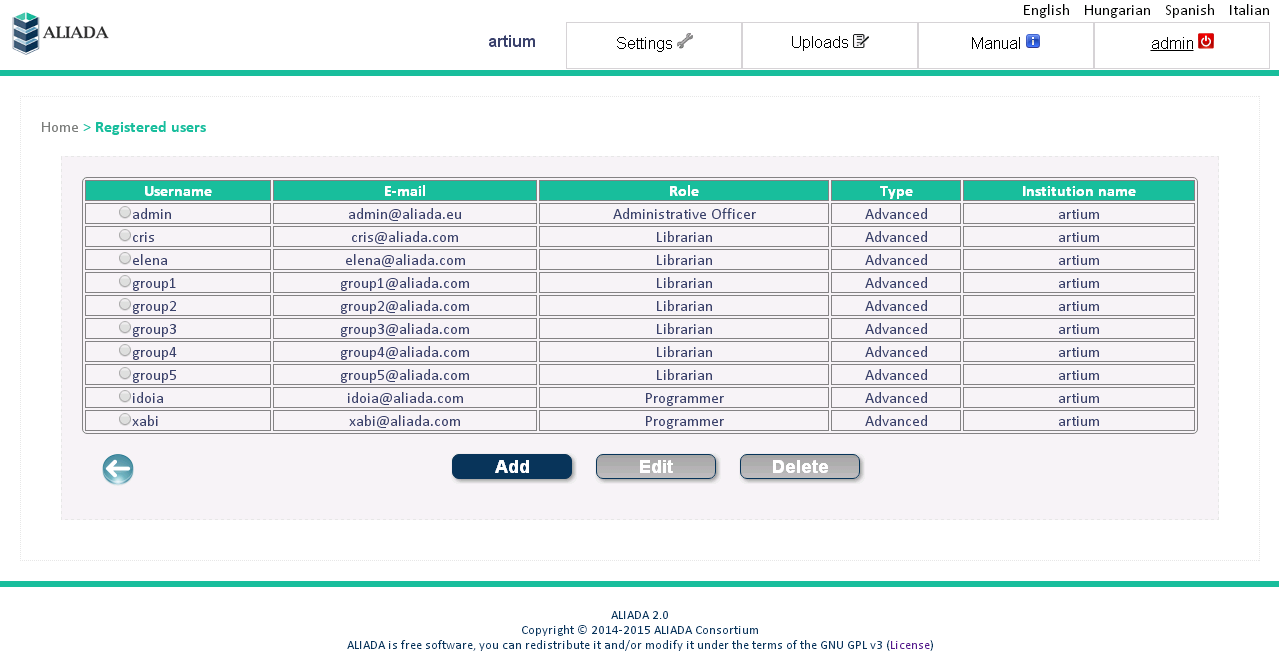 English Hungarian Spanish Italian
ALIADA
artium Settings Uploads Manual admin
Home > Registered users
Username E-mail Role Type Institution name
admin admin@aliada.eu Administrative Officer Advanced artium
cris cris@aliada.com Librarian Advanced artium
elena elena@aliada.com Librarian Advanced artium
group1 group1@aliada.com Librarian Advanced artium
group2 group2@aliada.com Librarian Advanced artium
group3 group3@aliada.com Librarian Advanced artium
group4 group4@aliada.com Librarian Advanced artium
group5 group5@aliada.com Librarian Advanced artium
idoia idoia@aliada.com Programmer Advanced artium
xabi xabi@aliada.com Programmer Advanced artium
Add Edit Delete
ALIADA 2.0
Copyright © 2014-2015 ALIADA Consortium
ALIADA is free software, you can redistribute it and/or modify it under the terms of the GNU GPL v3 (License)